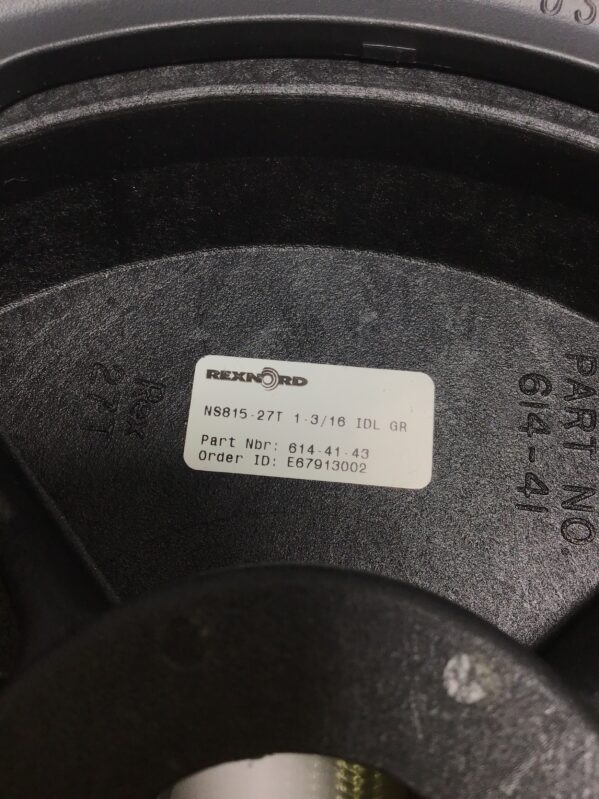 REXNORD
NS815-27T 1-3/16 IDL GR
Part Nbr: 614-41-43
Order ID: E67913002
Rex
27T
PART NO.
614-41